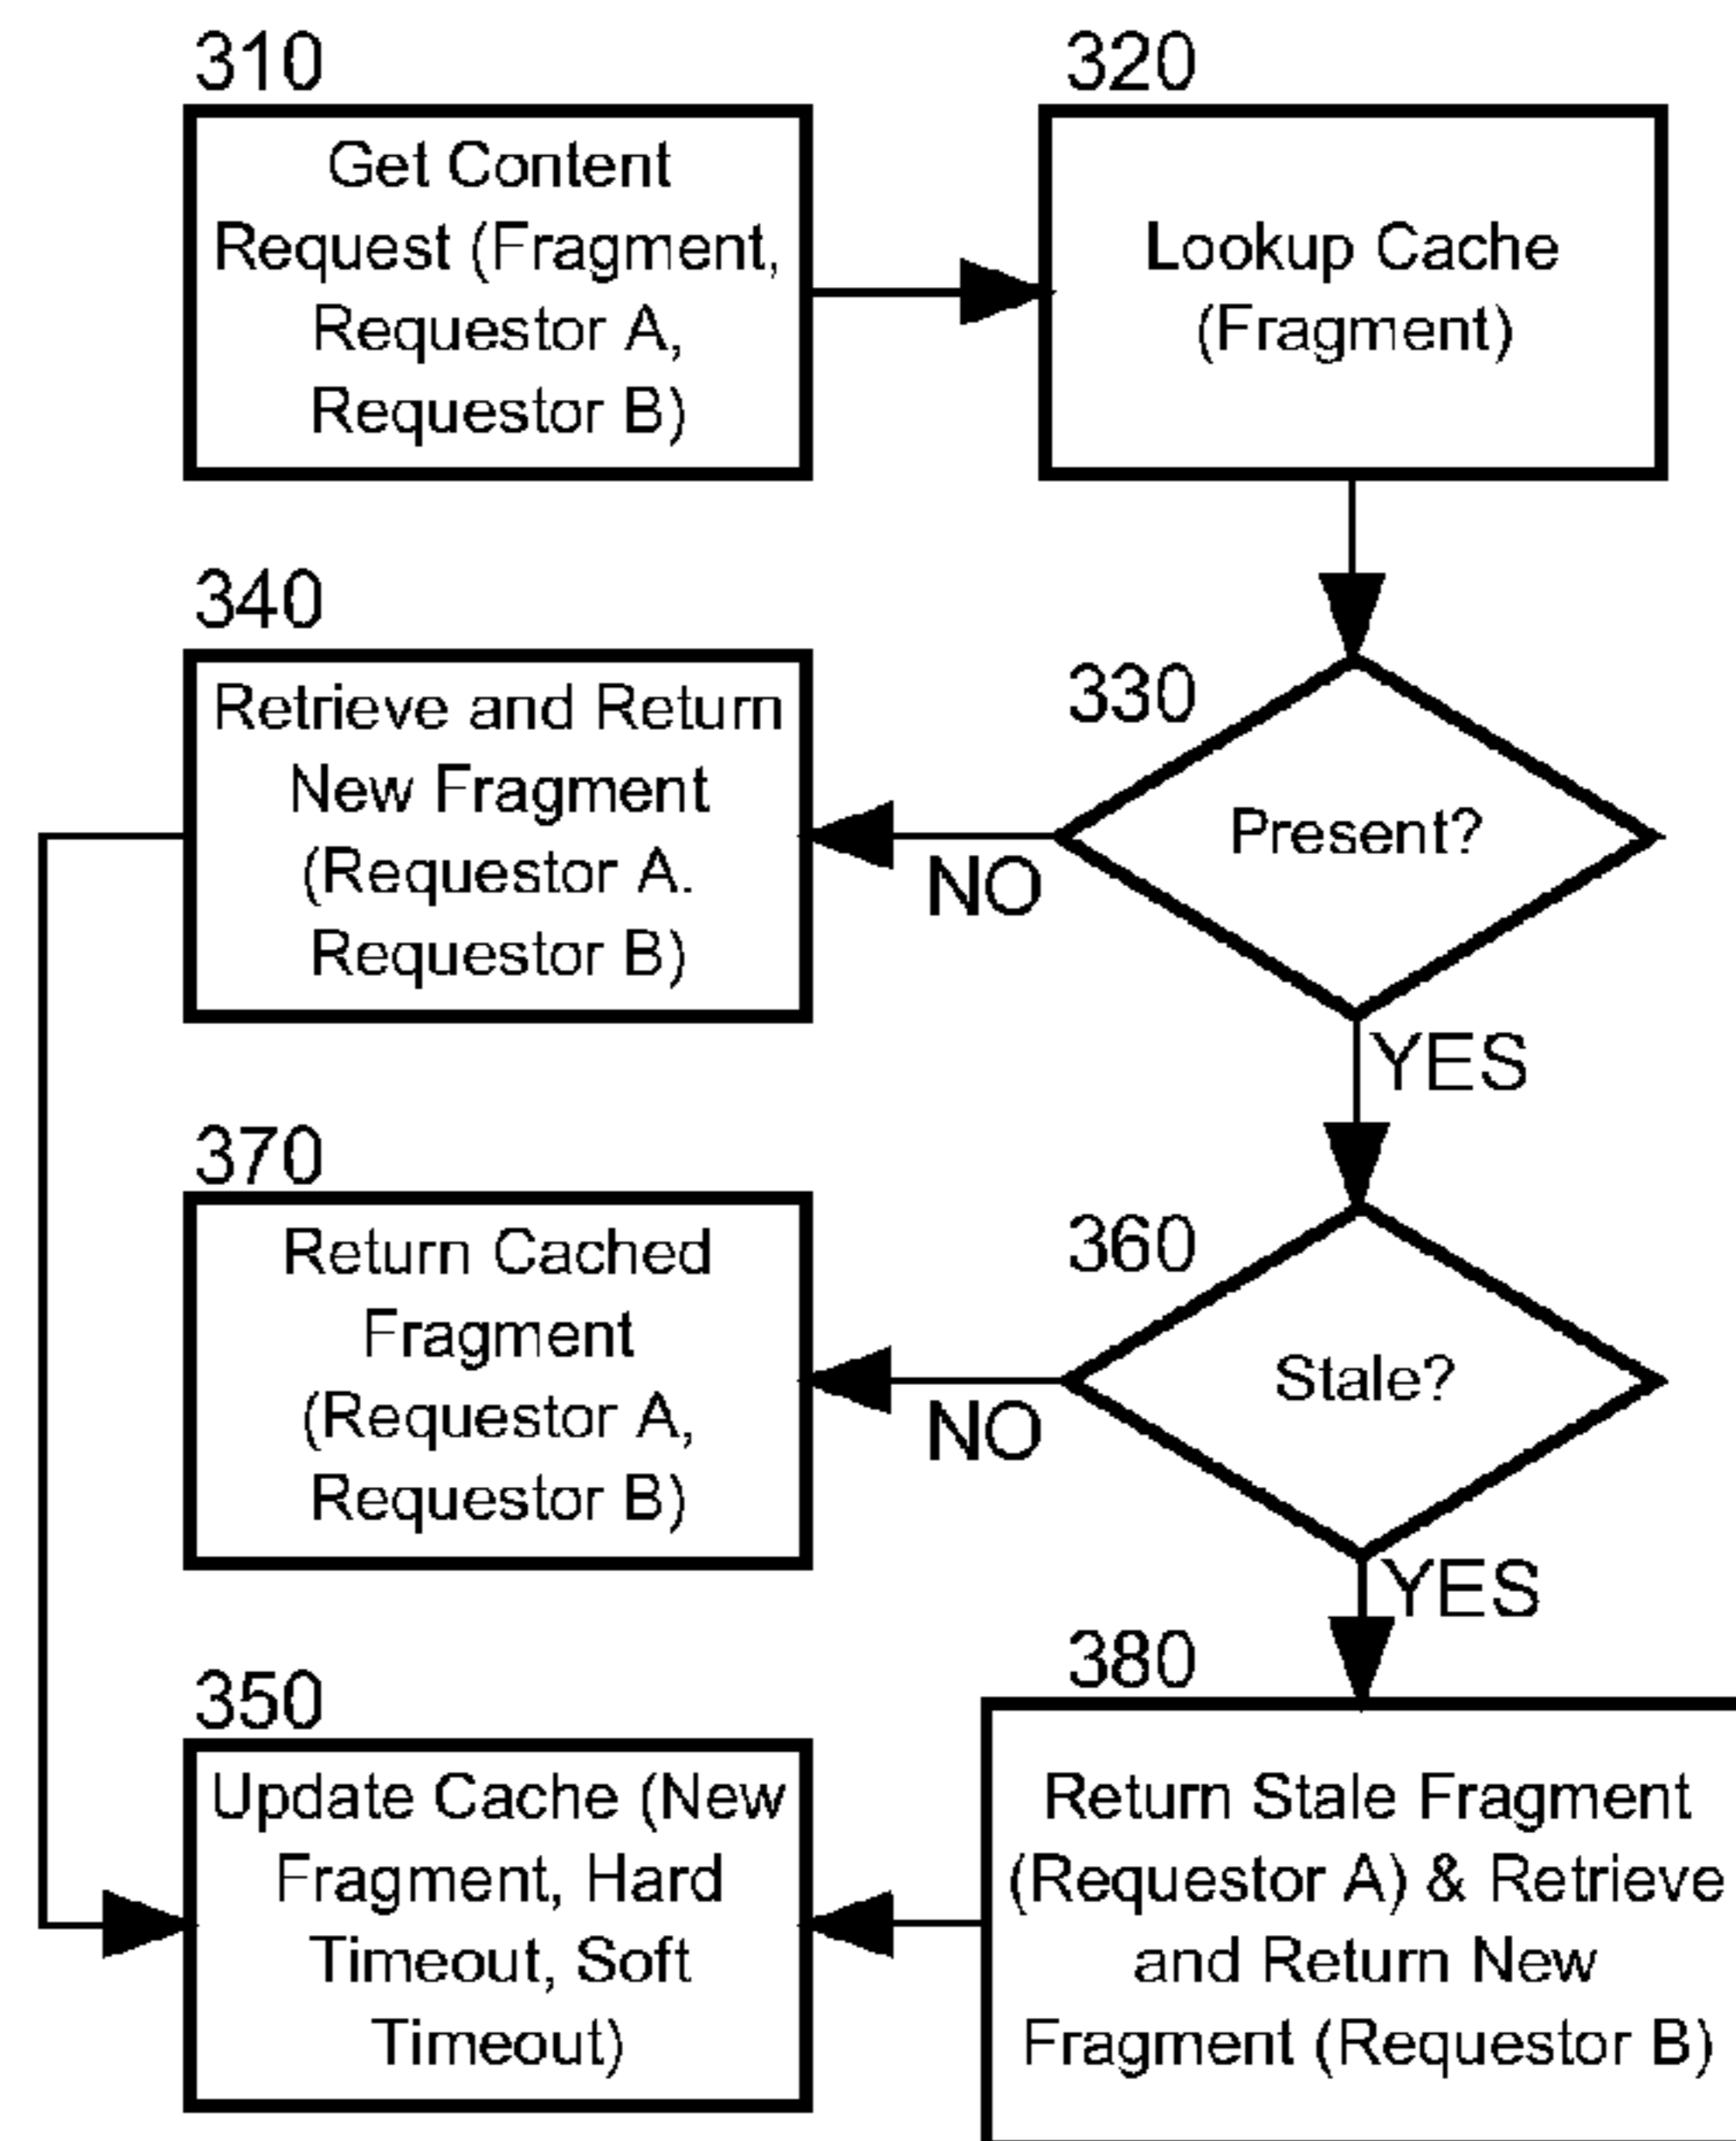 310
Get Content
Request (Fragment,
Requestor A,
Requestor B)
320
Lookup Cache
(Fragment)
330
Present?
NO
YES
340
Retrieve and Return
New Fragment
(Requestor A.
Requestor B)
360
Stale?
NO
YES
370
Return Cached
Fragment
(Requestor A,
Requestor B)
380
Return Stale Fragment
(Requestor A) & Retrieve
and Return New
Fragment (Requestor B)
350
Update Cache (New
Fragment, Hard
Timeout, Soft
Timeout)